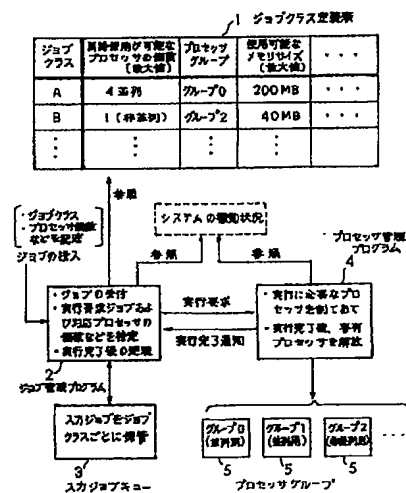 1 ジョブクラス定義表
ジョブ
クラス
同時使用が可能な
プロセッサの個数
(最大値)
プロセッサ
グループ
使用可能な
メモリサイズ
(最大値)
・・・
A
4 並列
グループ0
200MB
・・・
B
1 (非並列)
グループ2
40MB
・・・
参照
システムの稼動状況
・ジョブクラス
・プロセッサ個数
などを記述
ジョブの投入
参照
参照
プロセッサ管理
プログラム
4
・ジョブの受付
・実行要求ジョブおよ
び対応プロセッサの
個数などを検定
・実行完了後の処理
実行要求
実行完了通知
・実行に必要なプロ
セッサを割てあて
・実行完了後、専有
プロセッサを解放
2
ジョブ管理プログラム
入力ジョブをジョブ
クラスごとに保管
3
入力ジョブキュー
グループ0
(並列用)
グループ1
(並列用)
グループ2
(非並列用)
・・・
5
5
5
プロセッサグループ